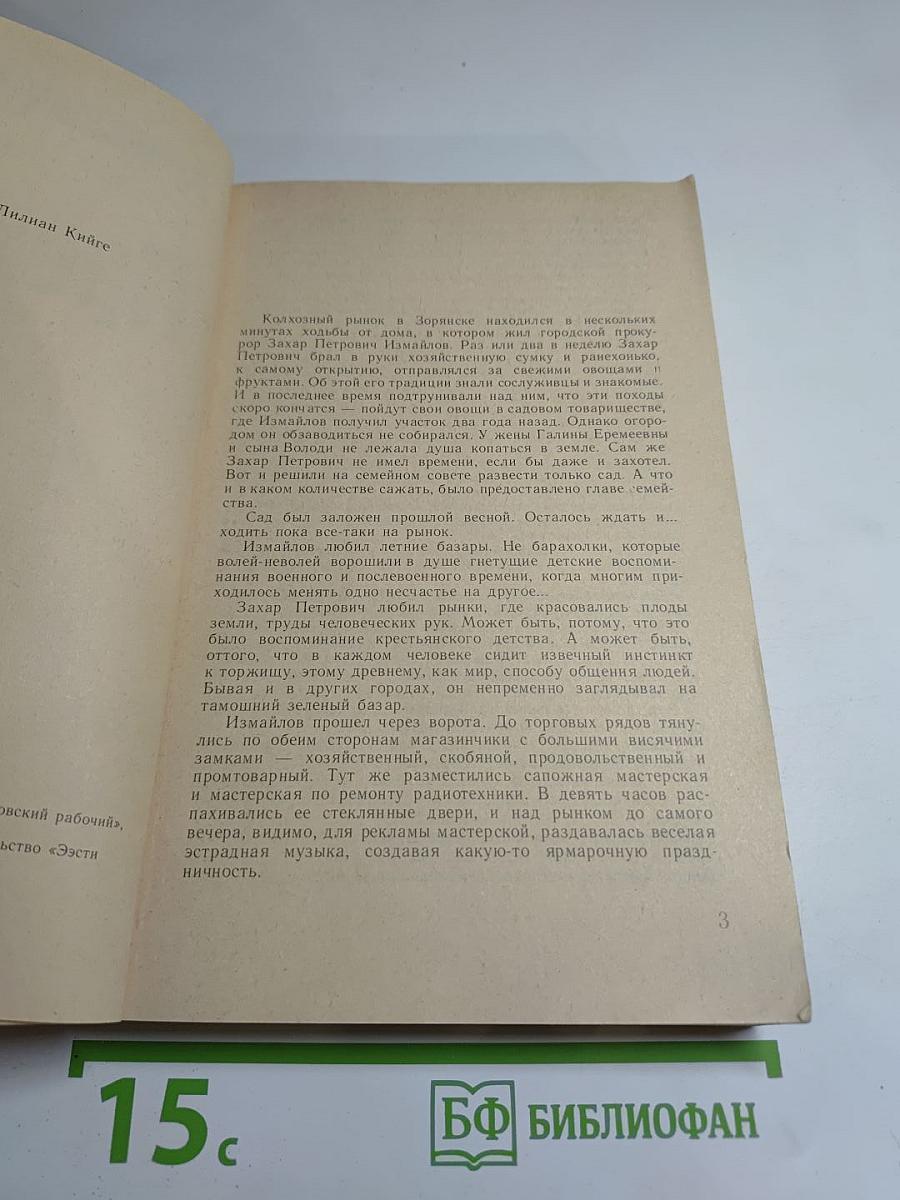 Лилиан Кийге
овский рабочий»,
льство «Ээсти
Колхозный рынок в Зорянске находился в нескольких
минутах ходьбы от дома, в котором жил городской проку-
рор Захар Петрович Измайлов. Раз или два в неделю Захар
Петрович брал в руки хозяйственную сумку и ранехонько,
к самому открытию, отправлялся за свежими овощами и
фруктами. Об этой его традиции знали сослуживцы и знакомые.
И в последнее время подтрунивали над ним, что эти походы
скоро кончатся — пойдут свои овощи в садовом товариществе,
где Измайлов получил участок два года назад. Однако огоро-
дом он обзаводиться не собирался. У жены Галины Еремеевны
и сына Володи не лежала душа копаться в земле. Сам же
Захар Петрович не имел времени, если бы даже и захотел.
Вот и решили на семейном совете развести только сад. А что
и в каком количестве сажать, было предоставлено главе семей-
ства.
Сад был заложен прошлой весной. Осталось ждать и...
ходить пока все-таки на рынок.
Измайлов любил летние базары. Не барахолки, которые
волей-неволей ворошили в душе гнетущие детские воспоми-
нания военного и послевоенного времени, когда многим при-
ходилось менять одно несчастье на другое...
Захар Петрович любил рынки, где красовались плоды
земли, труды человеческих рук. Может быть, потому, что это
было воспоминание крестьянского детства. А может быть,
оттого, что в каждом человеке сидит извечный инстинкт
к торжищу, этому древнему, как мир, способу общения людей.
Бывая и в других городах, он непременно заглядывал на
тамошний зеленый базар.
Измайлов прошел через ворота. До торговых рядов тяну-
лись по обеим сторонам магазинчики с большими висячими
замками — хозяйственный, скобяной, продовольственный и
промтоварный. Тут же разместились сапожная мастерская
и мастерская по ремонту радиотехники. В девять часов рас-
пахивались ее стеклянные двери, и над рынком до самого
вечера, видимо, для рекламы мастерской, раздавалась веселая
эстрадная музыка, создавая какую-то ярмарочную празд-
ничность.
3
15 с
БФ БИБЛИОФАН